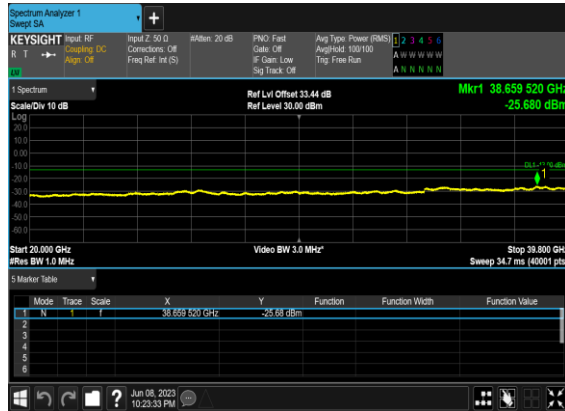 Spectrum Analyzer 1
Swept SA
+
KEYSIGHT Input: RF Input Z: 50 Ω #Atten: 20 dB PNO: Fast Avg Type: Power (RMS) 1 2 3 4 5 6
R T Coupling: DC Corrections: Off Gate: Off Avg|Hold: 100/100 A W W W W W
Align: Off Freq Ref: Int (S) IF Gain: Low Trig: Free Run
Sig Track: Off A N N N N N
1 Spectrum Ref Lvl Offset 33.44 dB Mkr1 38.659 520 GHz
Scale/Div 10 dB Ref Level 30.00 dBm -25.680 dBm
Log
20.0
10.0
0.00
-10.0
-20.0 1
-30.0
-40.0
-50.0
-60.0
Start 20.000 GHz Video BW 3.0 MHz* Stop 39.800 GHz
#Res BW 1.0 MHz Sweep 34.7 ms (40001 pts
5 Marker Table
Mode Trace Scale X Y Function Function Width Function Value
1 N 1 f 38.659 520 GHz -25.68 dBm
2
3
4
5
6
? Jun 08, 2023
10:23:33 PM